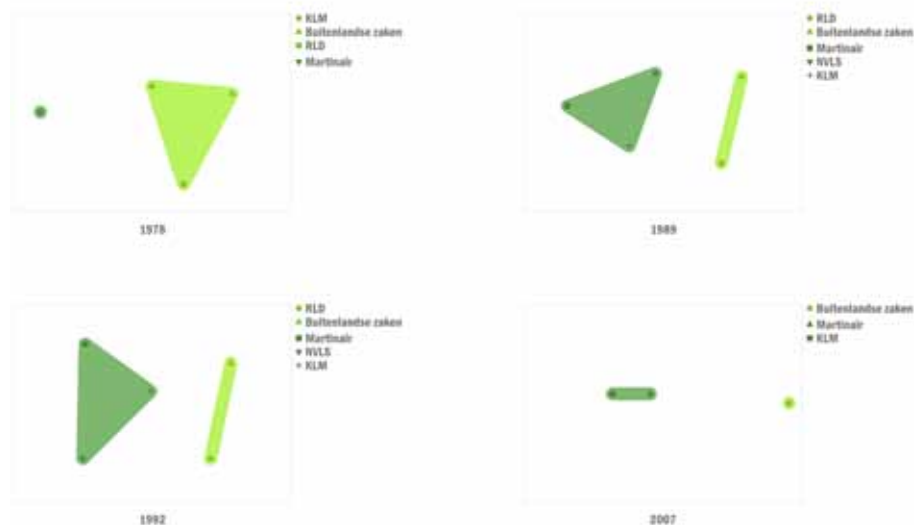 KLM
Buitenlandse zaken
RLD
Martinair
1978
RLD
Buitenlandse zaken
Martinair
NVLS
KLM
1989
RLD
Buitenlandse zaken
Martinair
NVLS
KLM
1992
Buitenlandse zaken
Martinair
KLM
2007